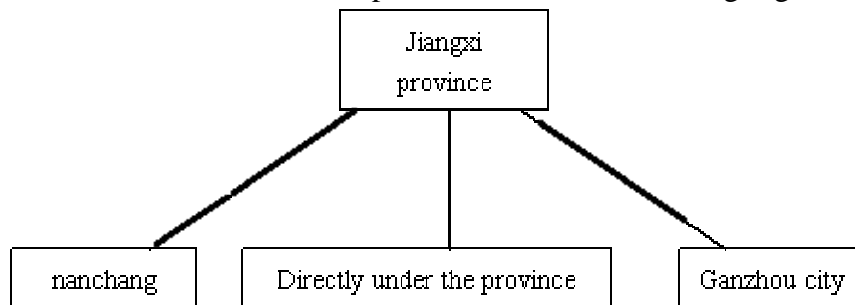 Jiangxi
province
nanchang
Directly under the province
Ganzhou city